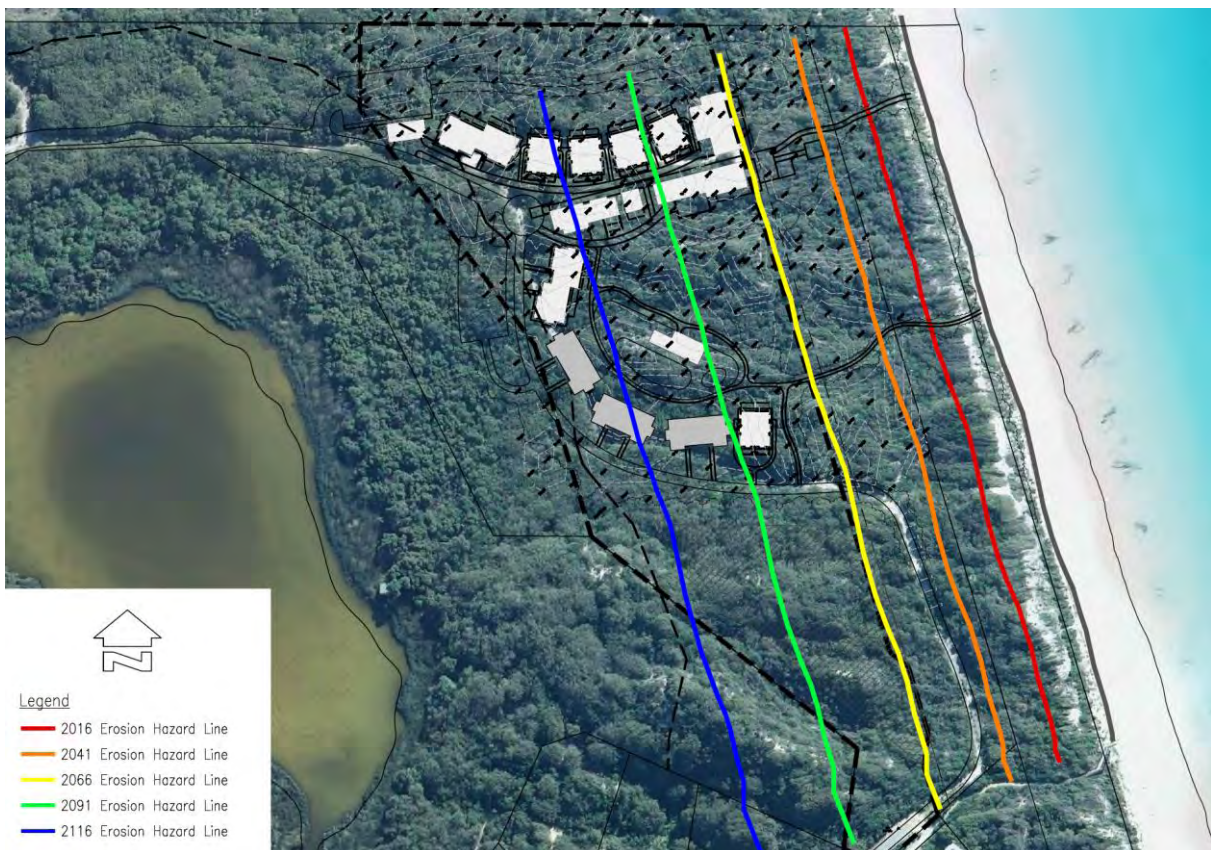 Legend
2016 Erosion Hazard Line
2041 Erosion Hazard Line
2066 Erosion Hazard Line
2091 Erosion Hazard Line
2116 Erosion Hazard Line